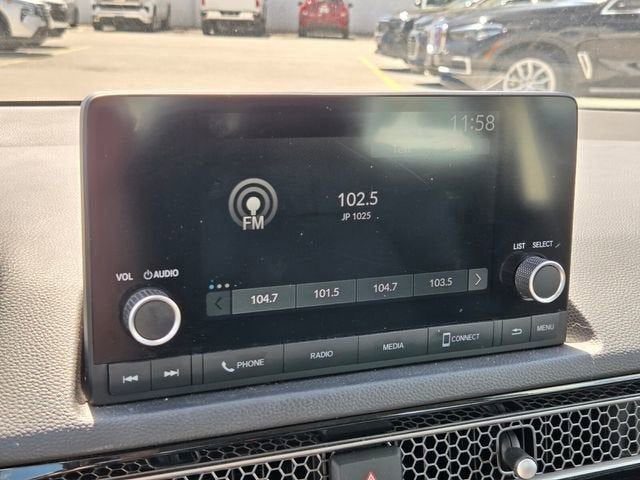 11:58
102.5
FM
JP 1025
LIST SELECT
VOL AUDIO
104.7 101.5 104.7 103.5
PHONE RADIO MEDIA CONNECT MENU